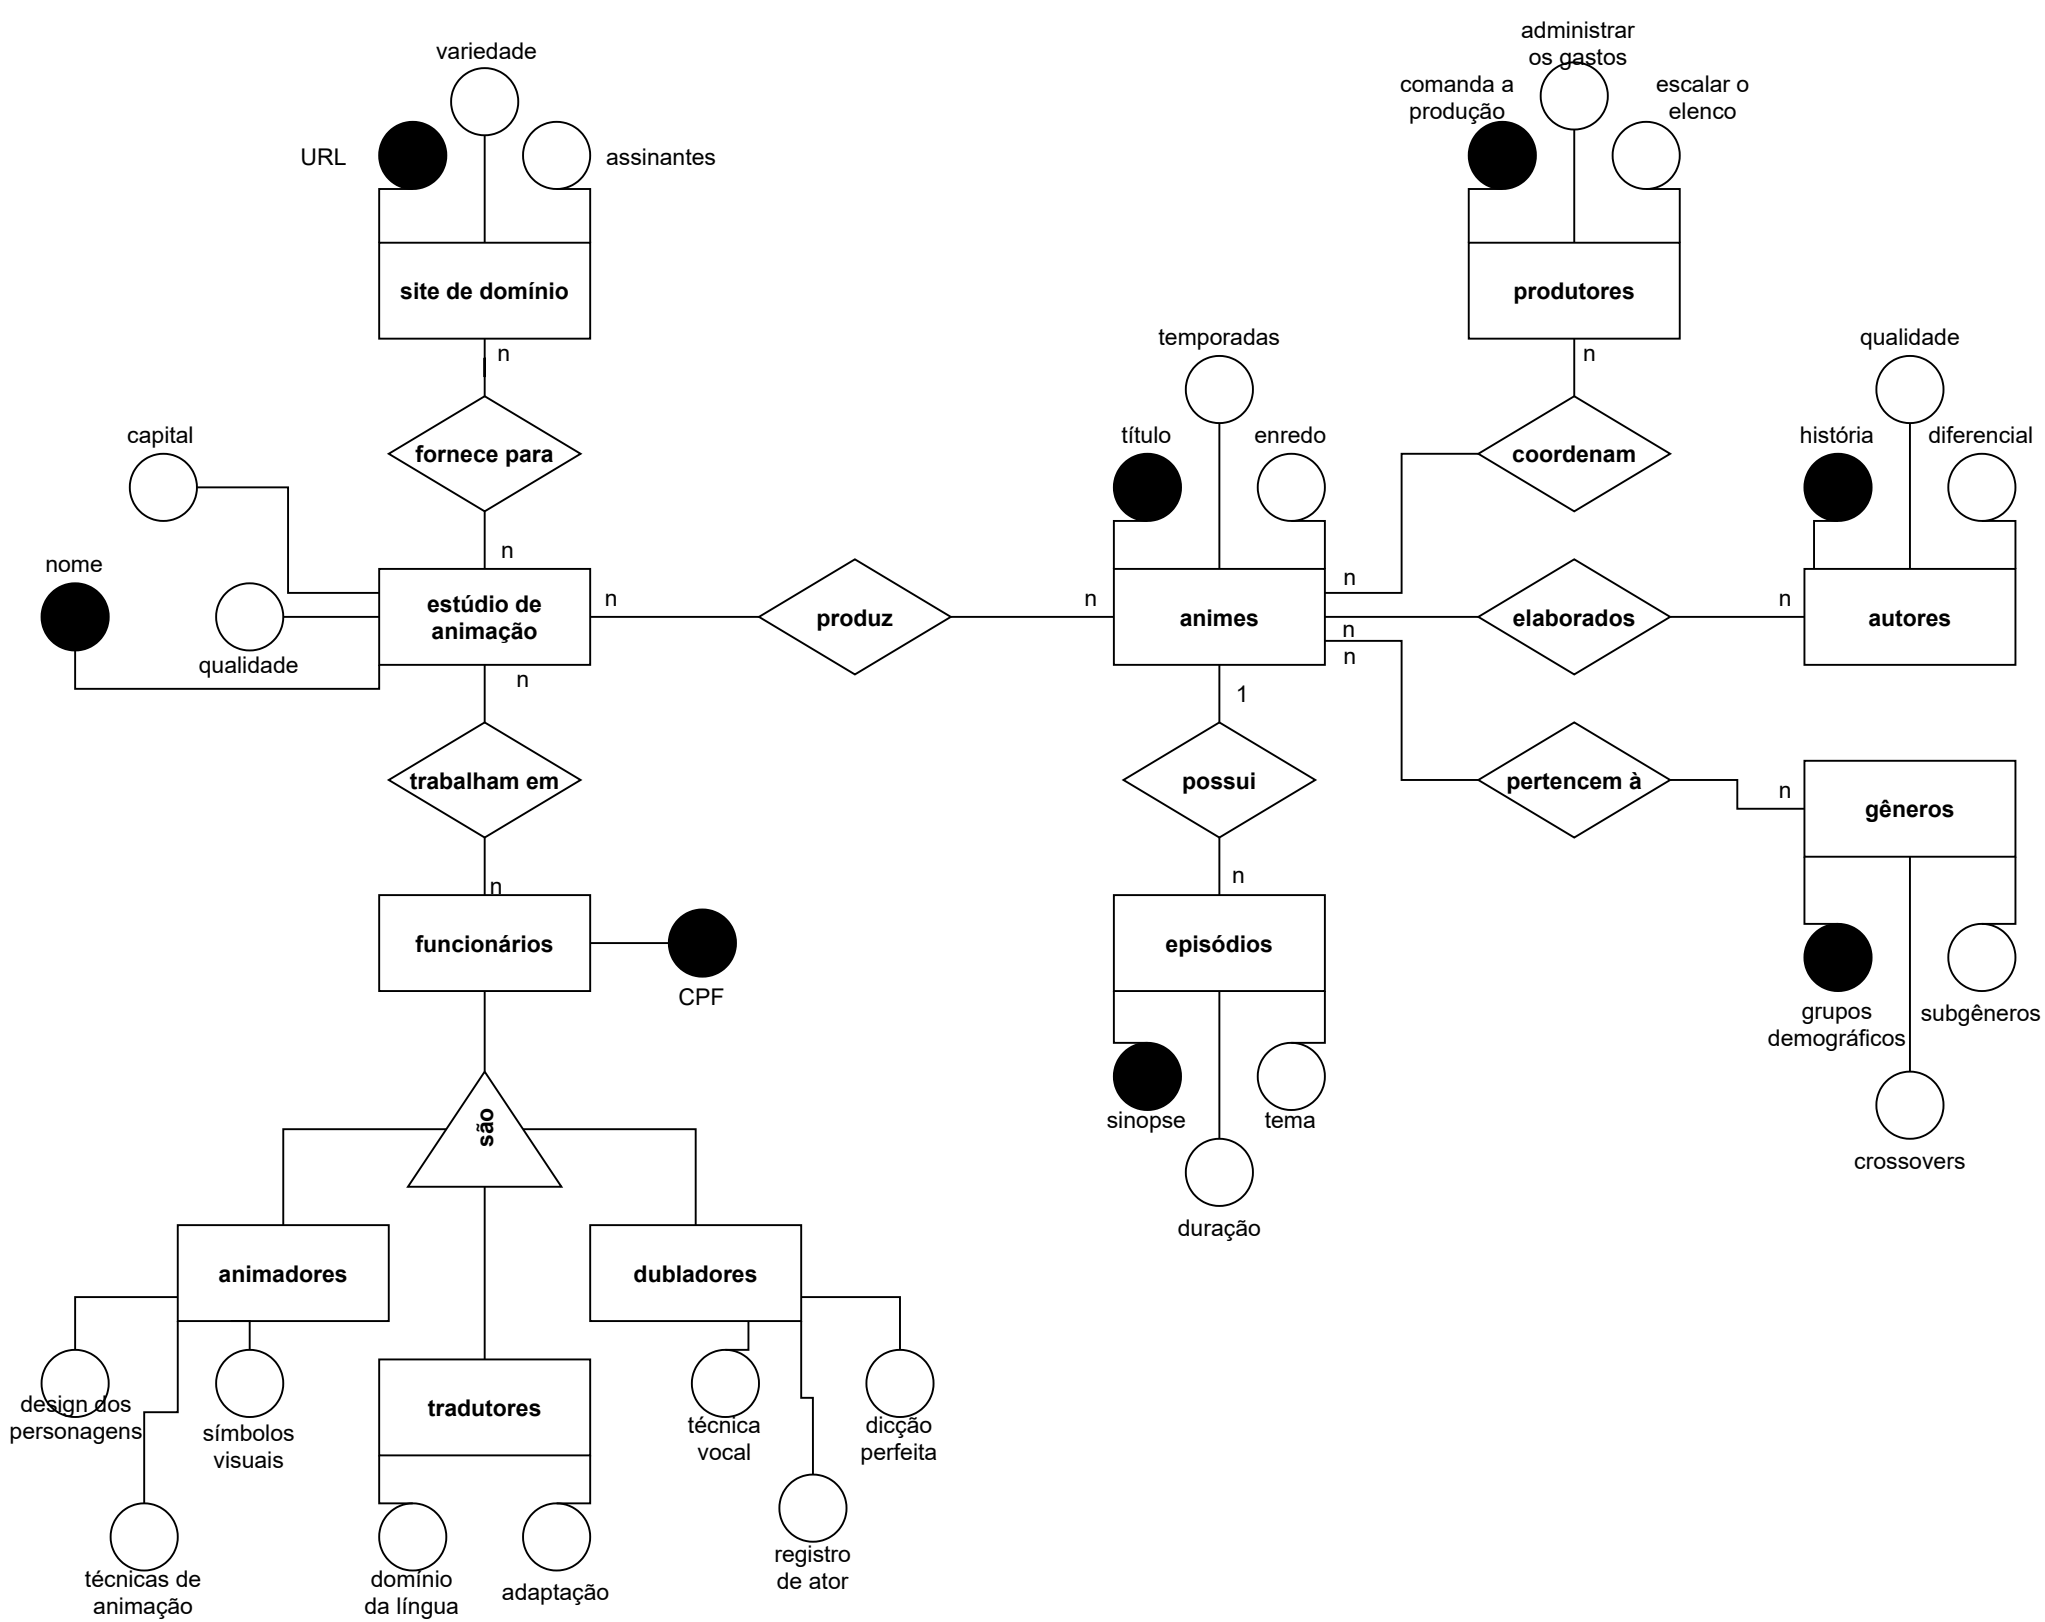 variedade
URL
assinantes
site de domínio
n
fornece para
n
capital
nome
qualidade
estúdio de
animação
n
n
trabalham em
n
funcionários
CPF
são
animadores
design dos
personagens
símbolos
visuais
técnicas de
animação
tradutores
domínio
da língua
adaptação
dubladores
técnica
vocal
dicção
perfeita
registro
de ator
produz
n
temporadas
título
enredo
animes
1
possui
n
episódios
sinopse
tema
duração
administrar
os gastos
comanda a
produção
escalar o
elenco
produtores
n
coordenam
n
n
n
elaborados
n
qualidade
história
diferencial
autores
pertencem à
n
gêneros
grupos
demográficos
subgêneros
crossovers